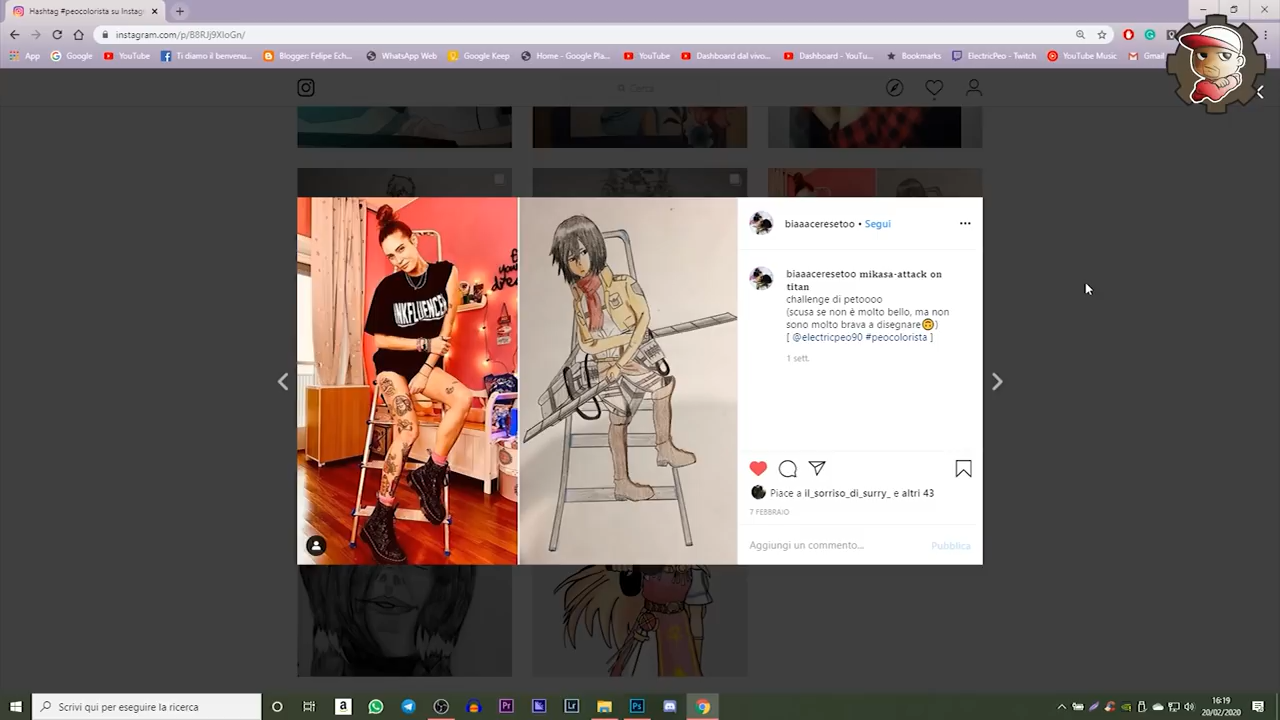 Hashtag #peocolorista su Instag
instagram.com/p/B8RJj9XIoGn/
App
Google
YouTube
Ti diamo il benvenu...
Blogger: Felipe Ech...
WhatsApp Web
Google Keep
Home - Google Pla...
YouTube
Dashboard dal vivo...
Dashboard - YouTu...
Bookmarks
ElectricPeo - Twitch
YouTube Music
Gmail
Cerca
INKFLUENCER
biaaaceresetoo • Segui
biaaaceresetoo mikasa-attack on
titan
challenge di petoooo
(scusa se non è molto bello, ma non
sono molto brava a disegnare🙃)
[ @electricpeo90 #peocolorista ]
1 sett.
Piace a il_sorriso_di_surry_ e altri 43
7 FEBBRAIO
Aggiungi un commento...
Pubblica
Scrivi qui per eseguire la ricerca
16:19
20/02/2020